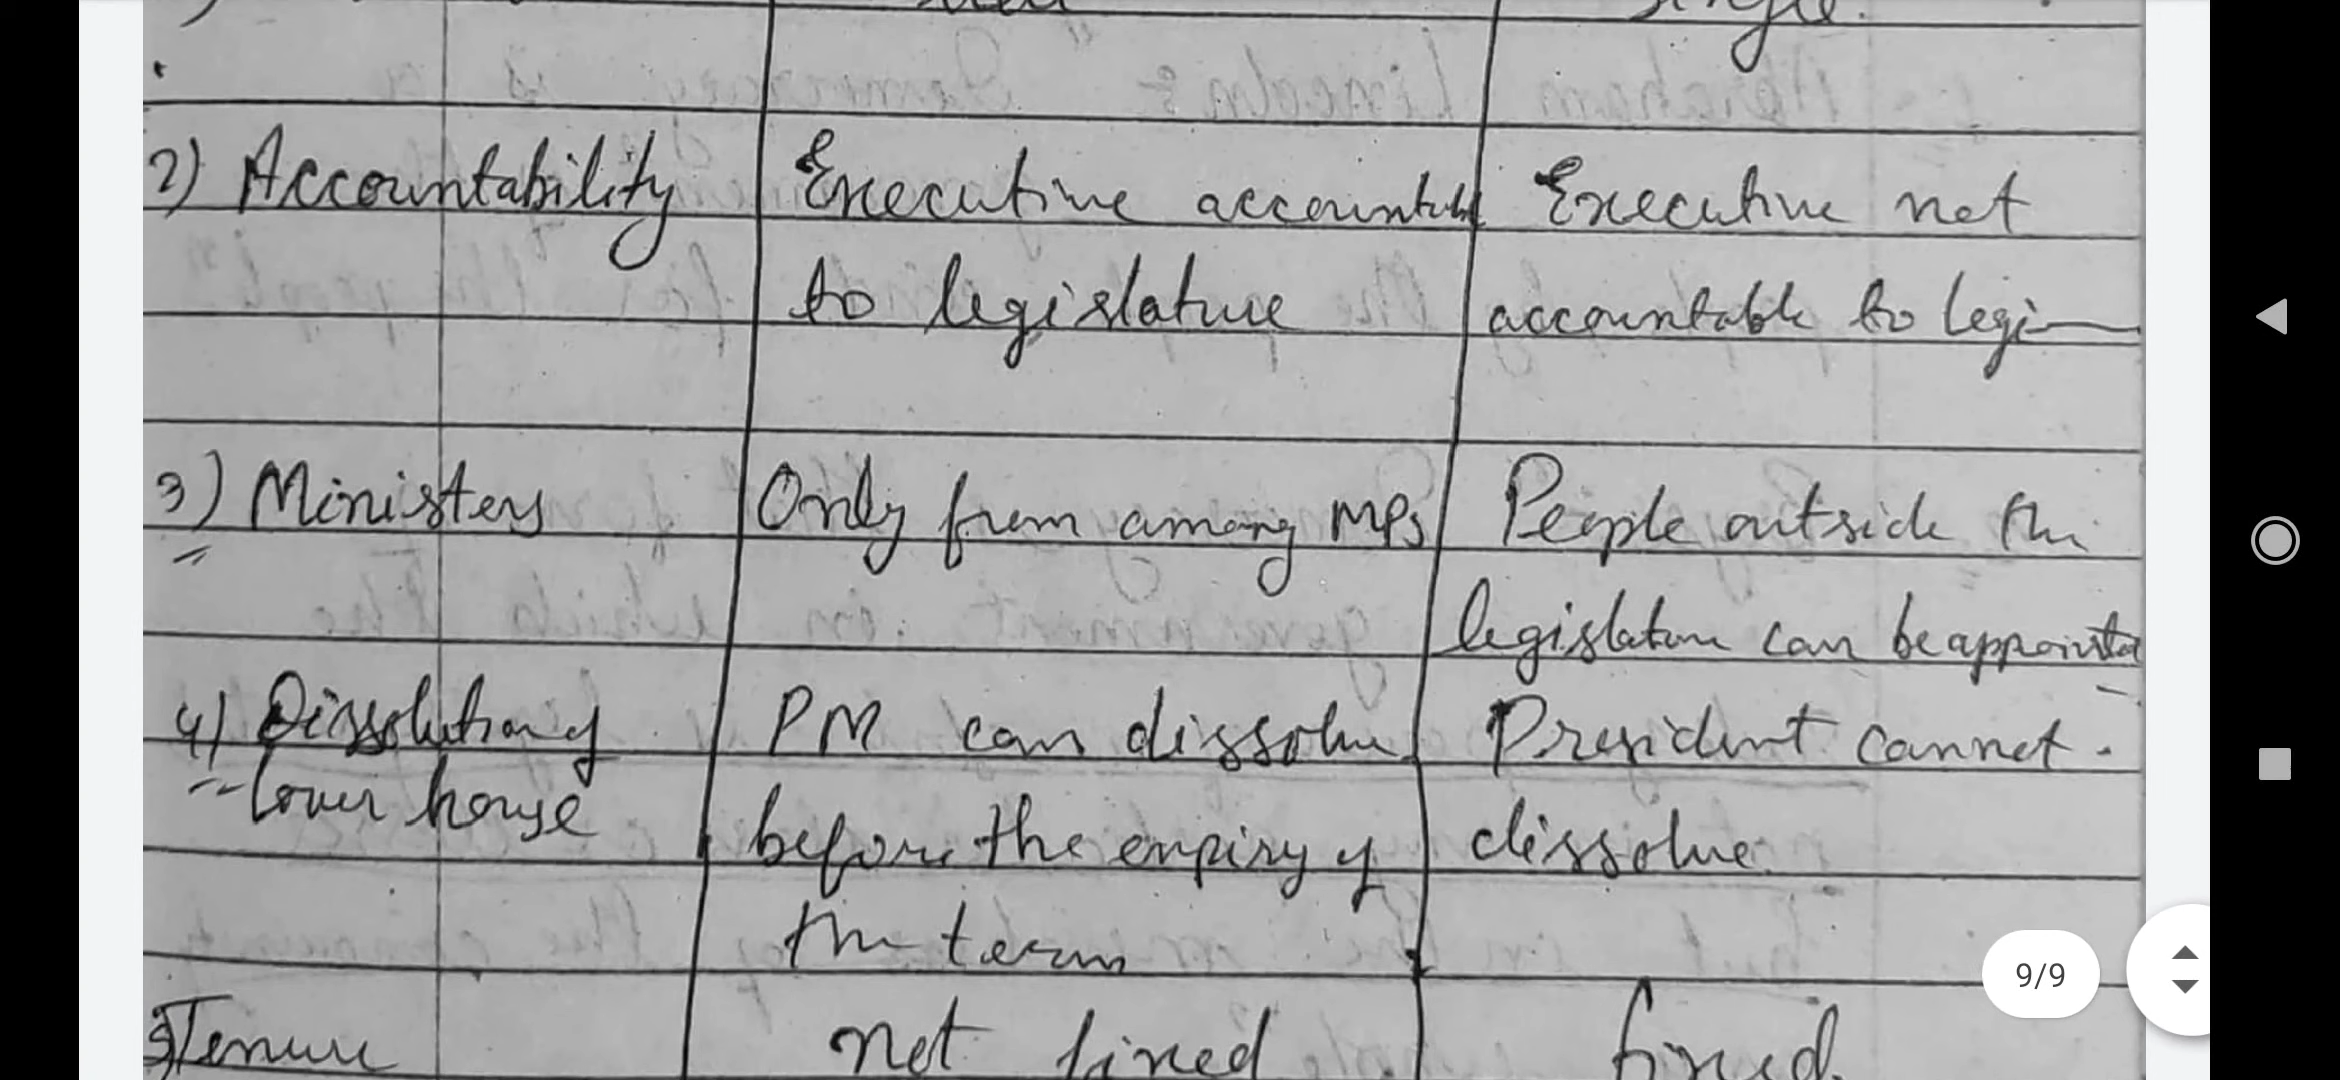 single.
2) Accountability
Executive accountable
Executive not
to legislature
accountable to legi—
3) Ministers
Only from among MPs
People outside the
legislature can be appointed
4) Dissolution of
PM can dissolve
President cannot.
lower house
before the expiry of
dissolve.
the term
5) Tenure
not fixed
fixed.
9/9